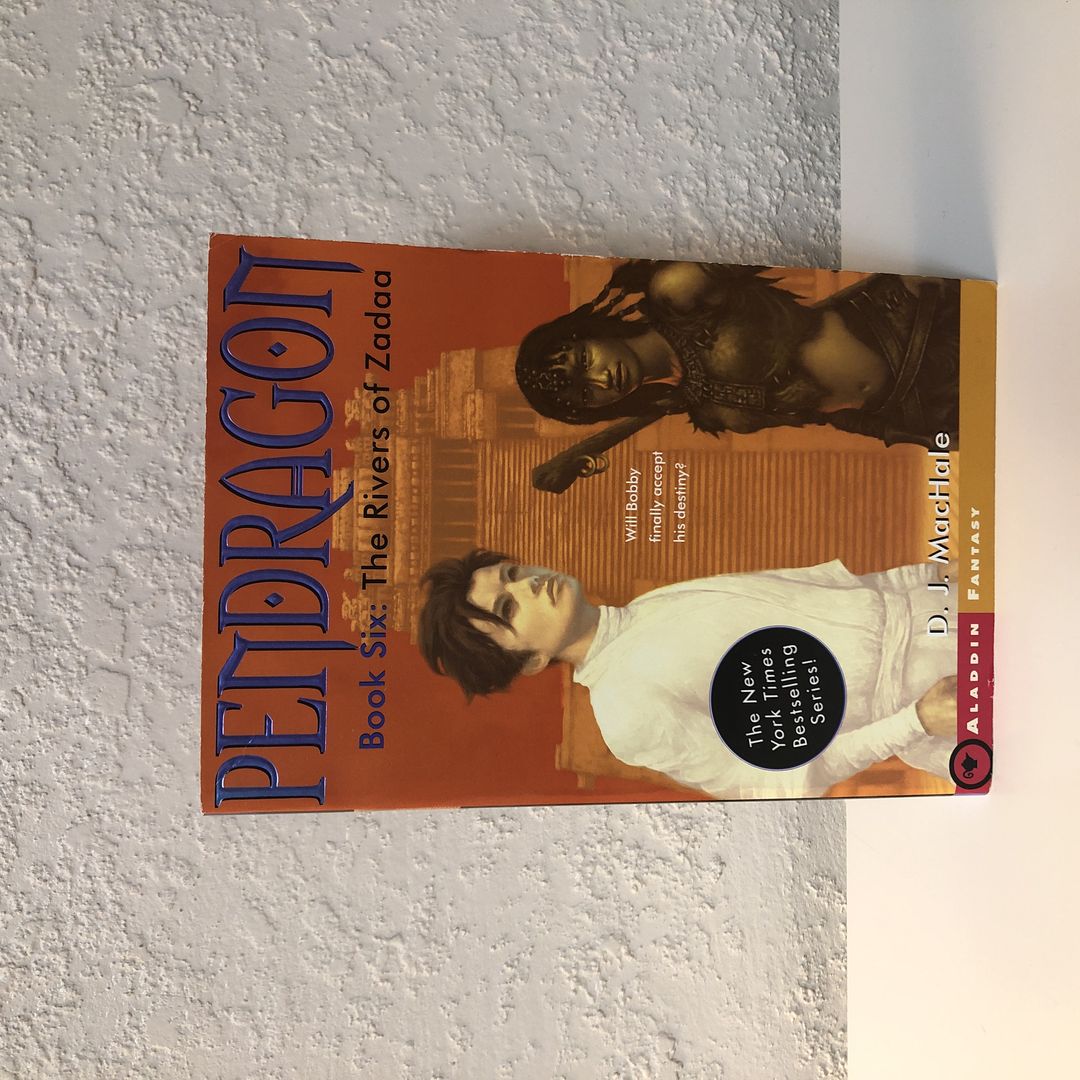 PENDRAGON
Book Six: The Rivers of Zadaa
Will Bobby
finally accept
his destiny?
The New
York Times
Bestselling
Series!
D. J. MacHale
ALADDIN FANTASY